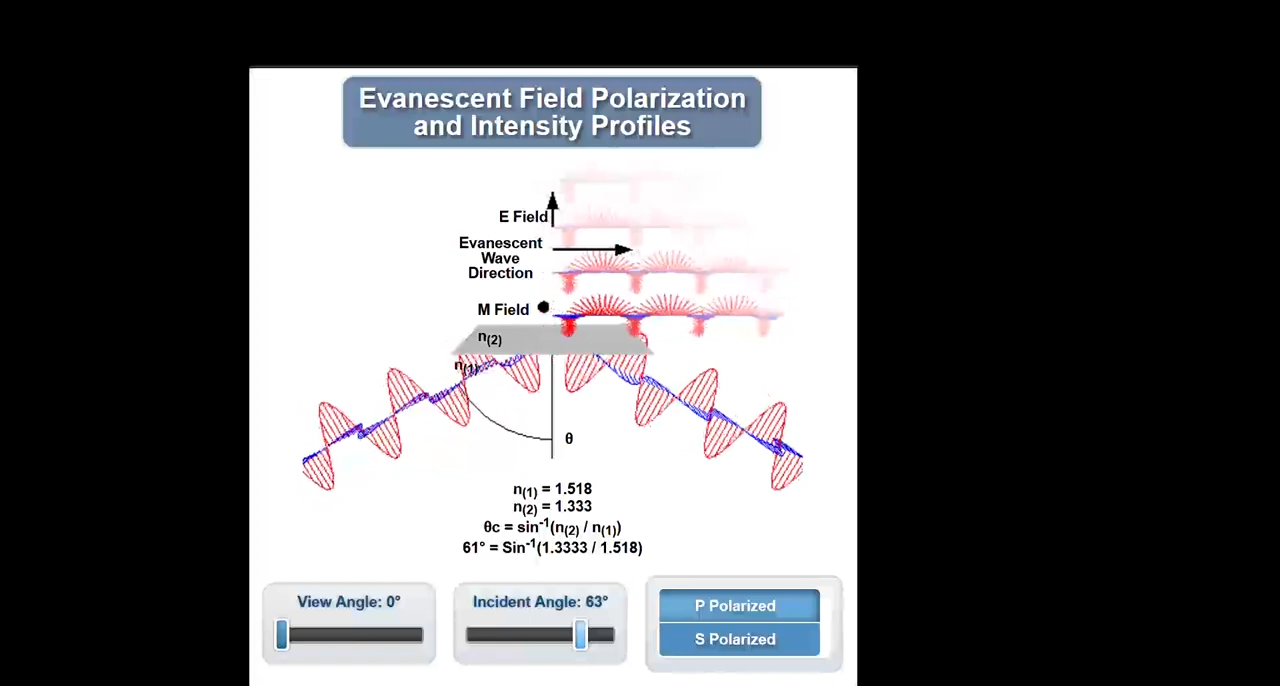 Evanescent Field Polarization
and Intensity Profiles
E Field
Evanescent
Wave
Direction
M Field
n(2)
n(1)
θ
n(1) = 1.518
n(2) = 1.333
θc = sin-1(n(2) / n(1))
61° = Sin-1(1.3333 / 1.518)
View Angle: 0°
Incident Angle: 63°
P Polarized
S Polarized